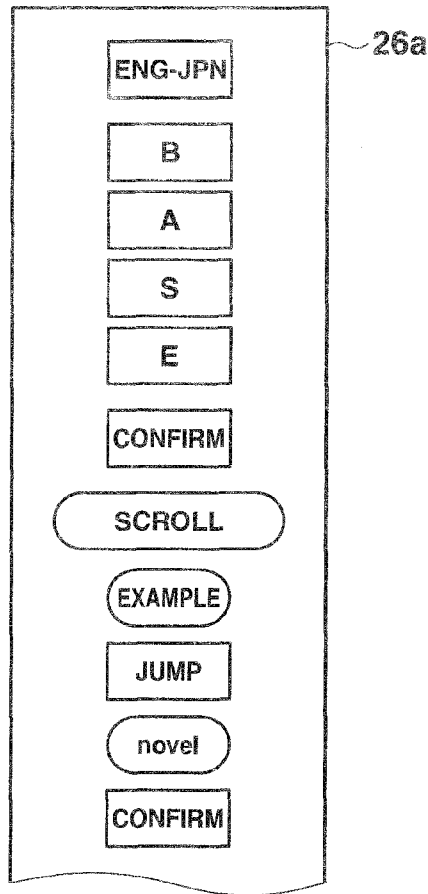 26a
ENG-JPN
B
A
S
E
CONFIRM
SCROLL
EXAMPLE
JUMP
novel
CONFIRM